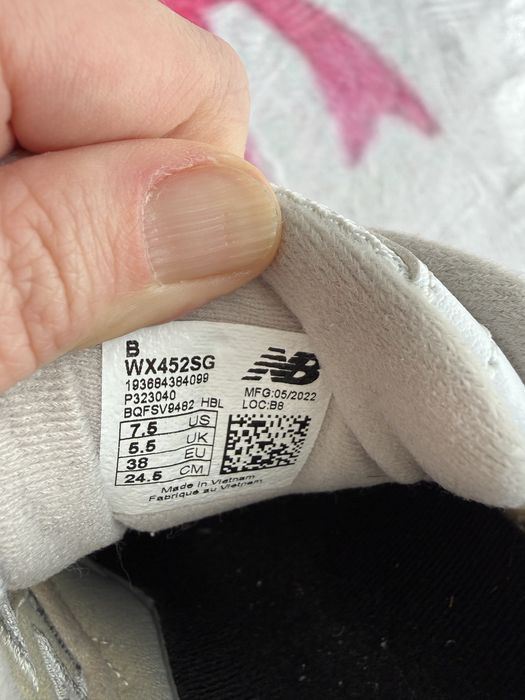 B
WX452SG
193684384099
P323040
BQFSV9482 HBL
NB
MFG:05/2022
LOC:B8
7.5 US
5.5 UK
38 EU
24.5 CM
Made in Vietnam
Fabriqué au Vietnam